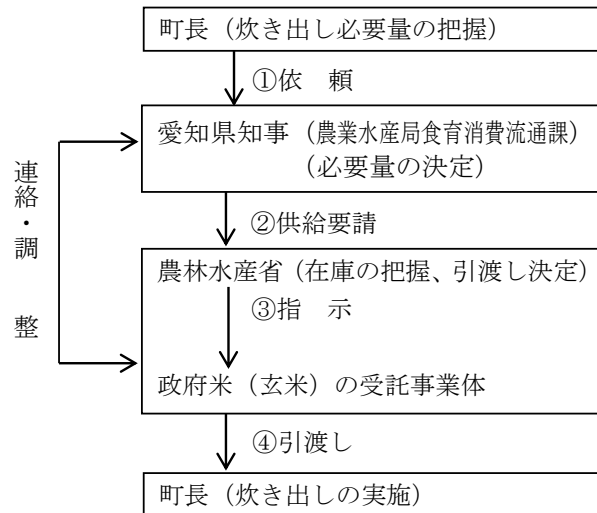 町長（炊き出し必要量の把握）
①依　頼
愛知県知事（農業水産局食育消費流通課）
（必要量の決定）
連絡・調　整
②供給要請
農林水産省（在庫の把握、引渡し決定）
③指　示
政府米（玄米）の受託事業体
④引渡し
町長（炊き出しの実施）